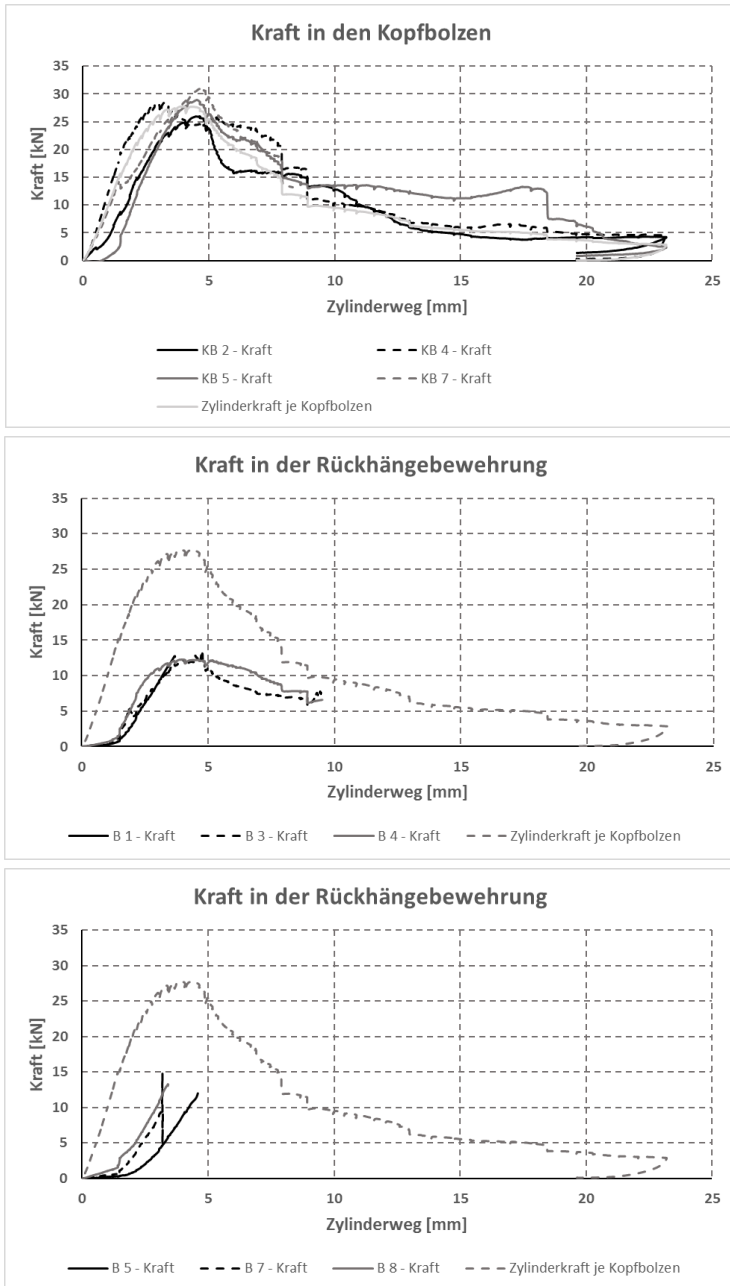 Kraft in den Kopfbolzen
35
30
25
20
15
10
5
0
Kraft [kN]
0 5 10 15 20 25
Zylinderweg [mm]
KB 2 - Kraft KB 4 - Kraft
KB 5 - Kraft KB 7 - Kraft
Zylinderkraft je Kopfbolzen
Kraft in der Rückhängebewehrung
35
30
25
20
15
10
5
0
Kraft [kN]
0 5 10 15 20 25
Zylinderweg [mm]
B 1 - Kraft B 3 - Kraft B 4 - Kraft Zylinderkraft je Kopfbolzen
Kraft in der Rückhängebewehrung
35
30
25
20
15
10
5
0
Kraft [kN]
0 5 10 15 20 25
Zylinderweg [mm]
B 5 - Kraft B 7 - Kraft B 8 - Kraft Zylinderkraft je Kopfbolzen